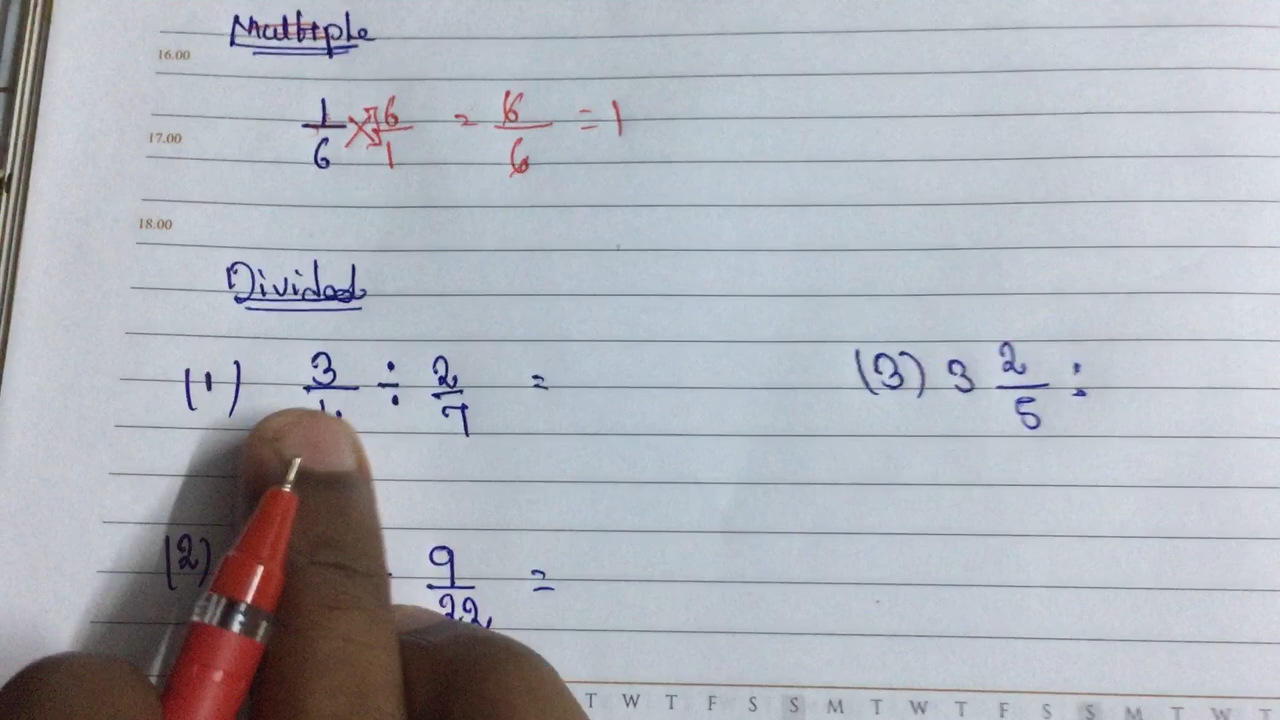 Multiple
16.00
1/6 × 6/1 = 6/6 = 1
17.00
18.00
Divided
(1) 3/ ÷ 2/7 =
(3) 3 2/5 ÷
(2) 9/22 =
T W T F S S M T W T F S S M T W T